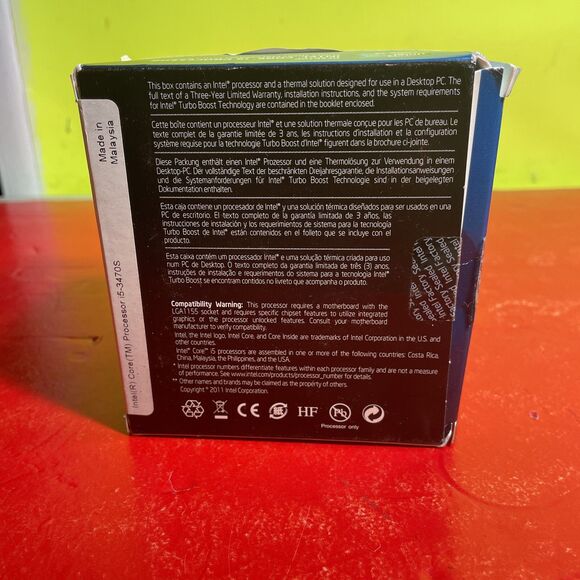 This box contains an Intel® processor and a thermal solution designed for use in a Desktop PC. The
full text of a Three-Year Limited Warranty, installation instructions, and the system requirements
for Intel® Turbo Boost Technology are contained in the booklet enclosed.
Cette boîte contient un processeur Intel® et une solution thermique conçue pour les PC de bureau. Le
texte complet de la garantie limitée de 3 ans, les instructions d'installation et la configuration
système requise pour la technologie Turbo Boost d'Intel® figurent dans la brochure ci-jointe.
Diese Packung enthält einen Intel® Prozessor und eine Thermolösung zur Verwendung in einem
Desktop-PC. Der vollständige Text der beschränkten Dreijahresgarantie, die Installationsanweisungen
und die Systemanforderungen für Intel® Turbo Boost Technologie sind in der beigelegten
Dokumentation enthalten.
Esta caja contiene un procesador de Intel® y una solución térmica diseñados para ser usados en una
PC de escritorio. El texto completo de la garantía limitada de 3 años, las
instrucciones de instalación y los requisitos de sistema para la tecnología
Turbo Boost de Intel® están contenidos en el folleto que se incluye con el
producto.
Esta caixa contém um processador Intel® e uma solução térmica criada para uso
num PC de Desktop. O texto completo da garantia limitada de três (3) anos,
instruções de instalação e requisitos do sistema para a tecnologia Intel®
Turbo Boost se encontram contidos no livreto que acompanha o produto.
Compatibility Warning: This processor requires a motherboard with the
LGA1155 socket and requires specific chipset features to utilize integrated
graphics or the processor unlocked features. Consult your motherboard
manufacturer to verify compatibility.
Intel, the Intel logo, Intel Core, and Core Inside are trademarks of Intel Corporation in the U.S. and
other countries.
Intel® Core™ i5 processors are assembled in one or more of the following countries: Costa Rica,
China, Malaysia, the Philippines, and the USA.
* Intel processor numbers differentiate features within each processor family and are not a measure
of performance. See www.intel.com/products/processor_number for details.
** Other names and brands may be claimed as the property of others.
Copyright © 2011 Intel Corporation.
CE
HF
Pb
Processor only
Made in
Malaysia
Intel(R) Core(TM) Processor i5-3470S